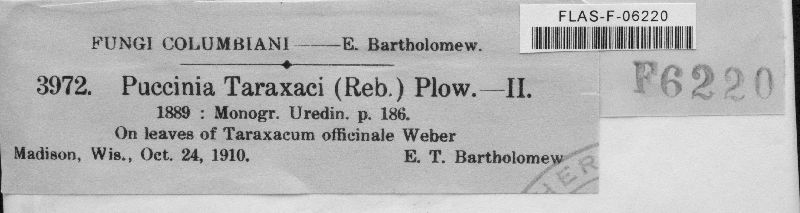 FLAS-F-06220
FUNGI COLUMBIANI —— E. Bartholomew.
F6220
3972. Puccinia Taraxaci (Reb.) Plow.—II.
1889 : Monogr. Uredin. p. 186.
On leaves of Taraxacum officinale Weber
Madison, Wis., Oct. 24, 1910. E. T. Bartholomew
HER